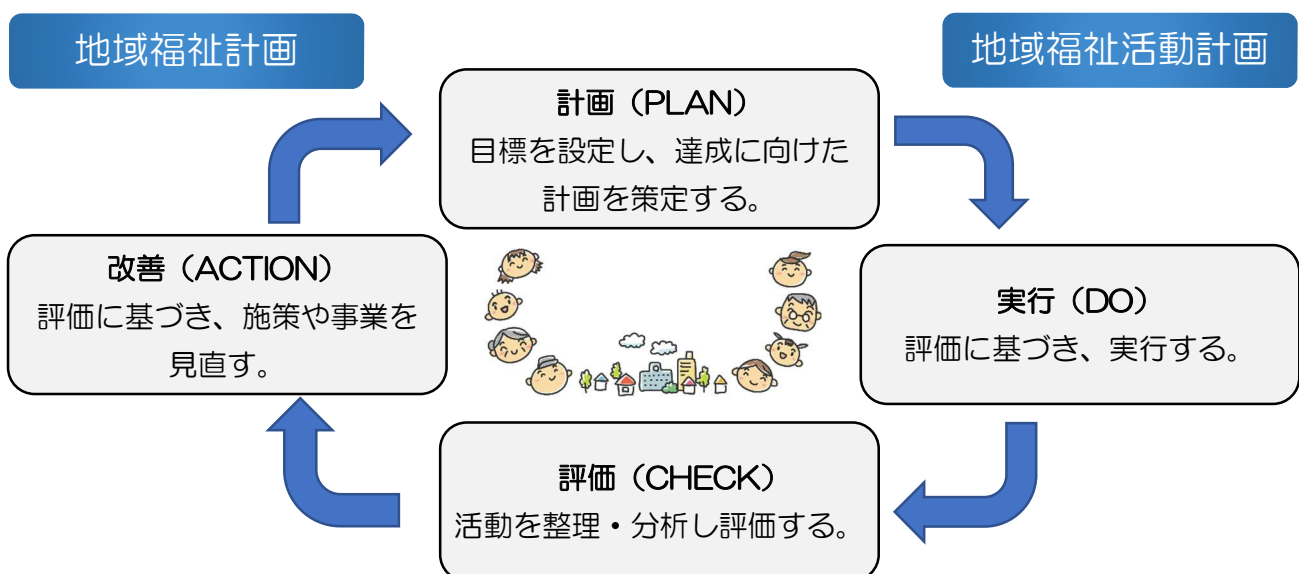 地域福祉計画
地域福祉活動計画
計画（PLAN）
目標を設定し、達成に向けた
計画を策定する。
改善（ACTION）
評価に基づき、施策や事業を
見直す。
実行（DO）
評価に基づき、実行する。
評価（CHECK）
活動を整理・分析し評価する。